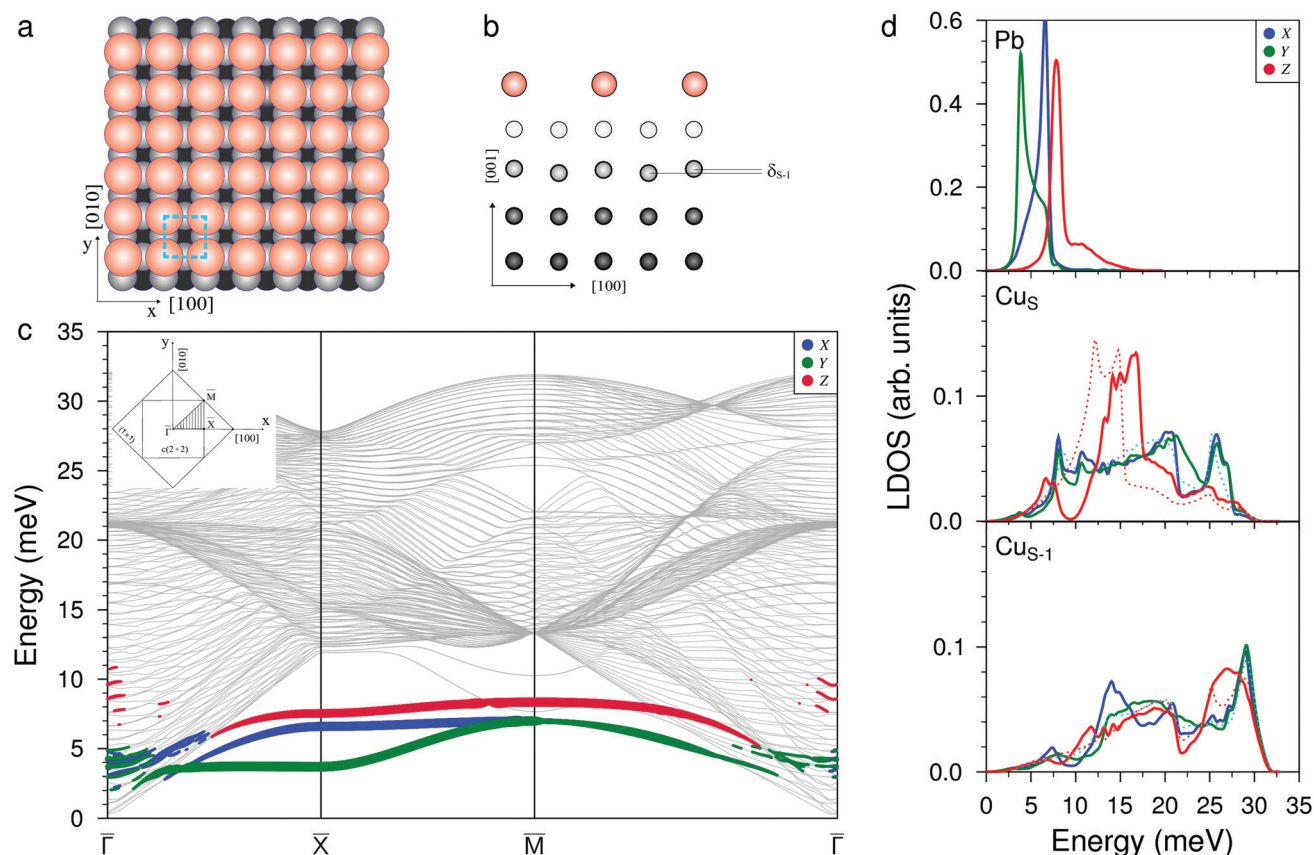 a
[010]
y
x
[100]
b
[001]
δS-1
[100]
c
Energy (meV)
35
30
25
20
15
10
5
0
y
[010]
M̅
Γ̅
X̅
x
[100]
(1×1)
c(2×2)
X
Y
Z
Γ̅
X̅
M̅
Γ̅
d
LDOS (arb. units)
Pb
X
Y
Z
0.6
0.4
0.2
0.0
CuS
0.1
0.0
CuS-1
0.1
0.0
0 5 10 15 20 25 30 35
Energy (meV)